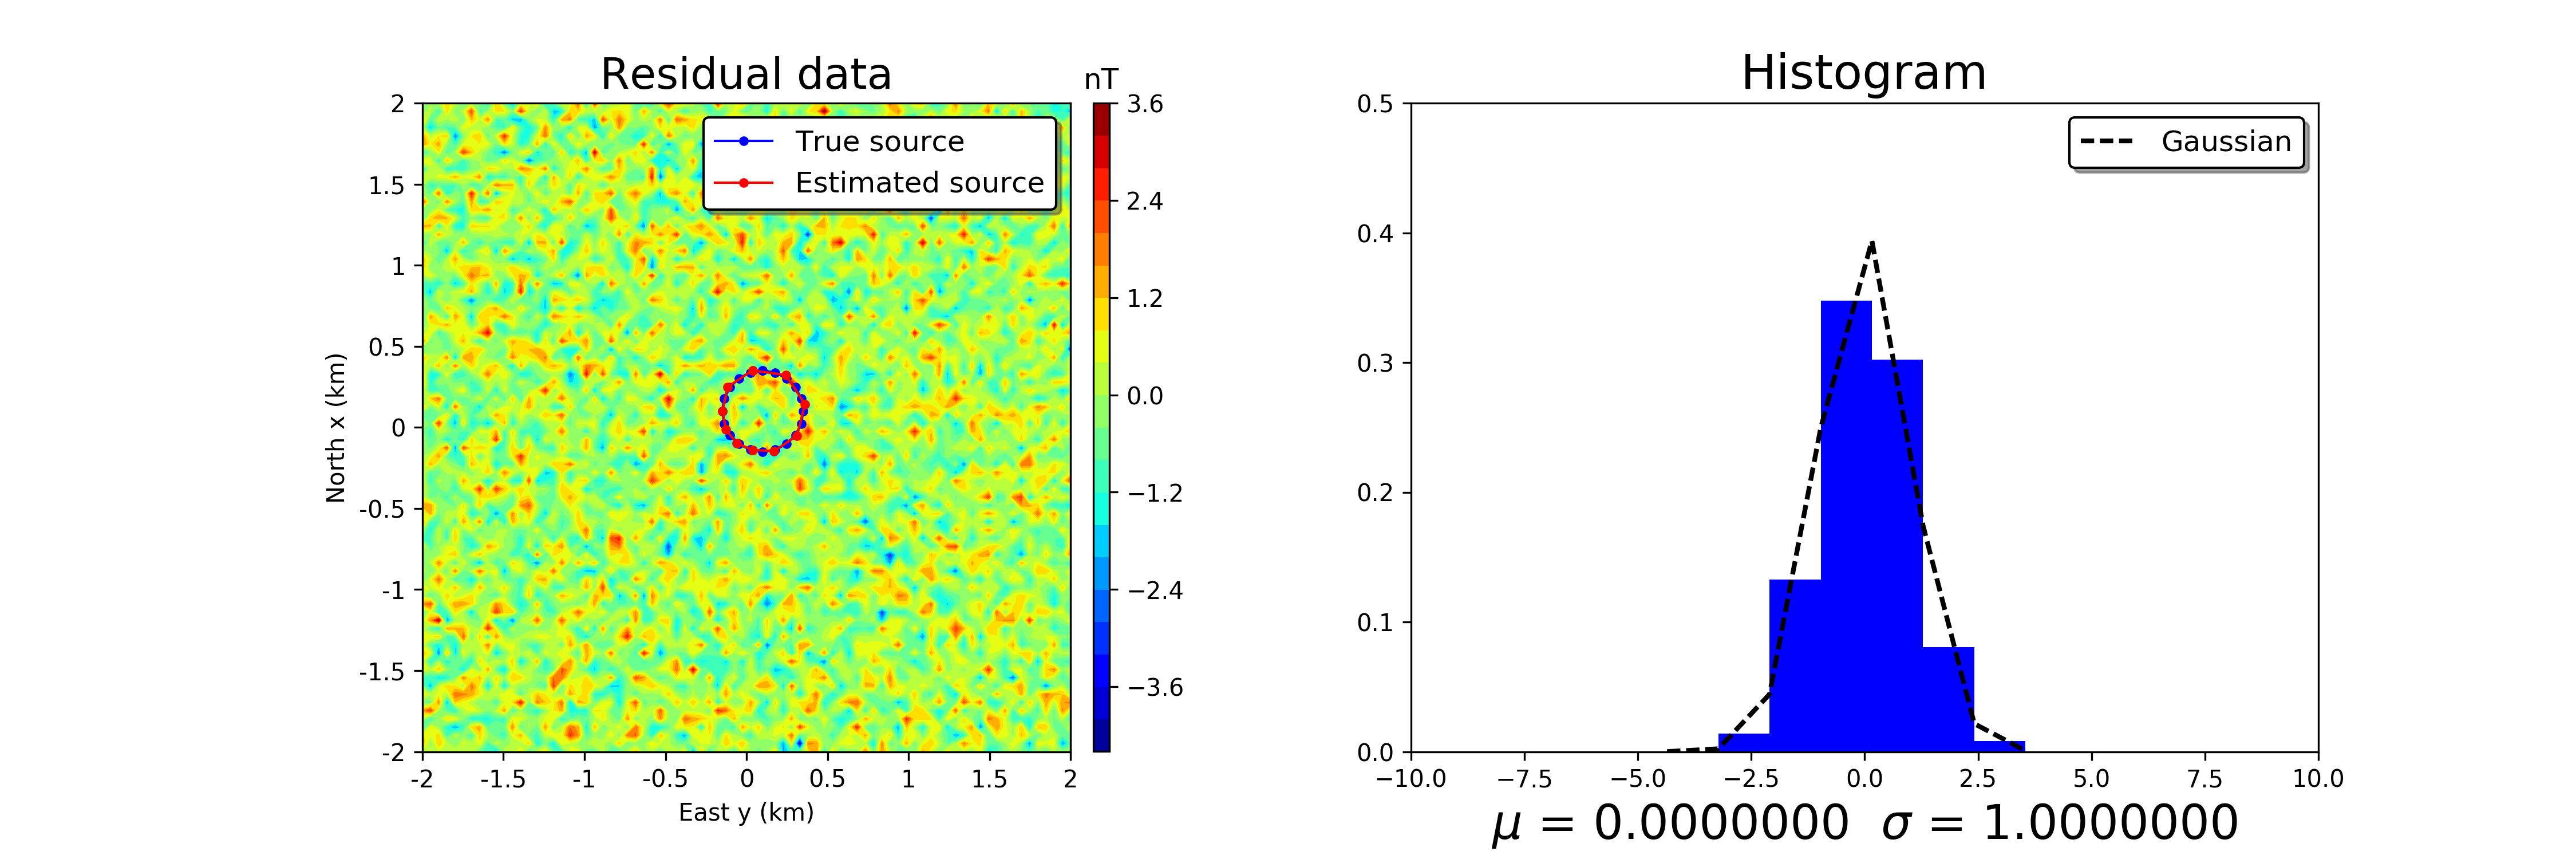 Residual data
nT
True source
Estimated source
2
1.5
1
0.5
0
-0.5
-1
-1.5
-2
North x (km)
-2 -1.5 -1 -0.5 0 0.5 1 1.5 2
East y (km)
3.6
2.4
1.2
0.0
−1.2
−2.4
−3.6
Histogram
Gaussian
0.5
0.4
0.3
0.2
0.1
0.0
−10.0 −7.5 −5.0 −2.5 0.0 2.5 5.0 7.5 10.0
μ = 0.0000000 σ = 1.0000000